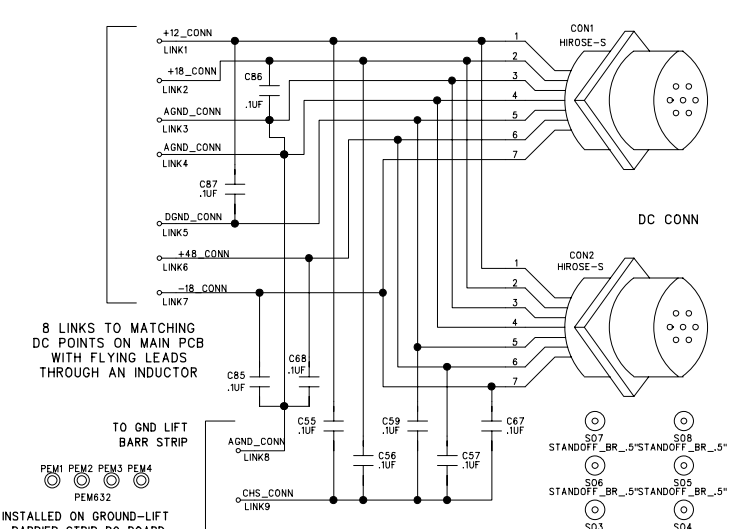 +12_CONN
LINK1
+18_CONN
LINK2
AGND_CONN
LINK3
AGND_CONN
LINK4
DGND_CONN
LINK5
+48_CONN
LINK6
-18_CONN
LINK7
C86
.1UF
C87
.1UF
1
2
3
4
5
6
7
CON1
HIROSE-S
DC CONN
1
2
3
4
5
6
7
CON2
HIROSE-S
8 LINKS TO MATCHING
DC POINTS ON MAIN PCB
WITH FLYING LEADS
THROUGH AN INDUCTOR
C85
.1UF
C68
.1UF
TO GND LIFT
BARR STRIP
AGND_CONN
LINK8
CHS_CONN
LINK9
C55
.1UF
C56
.1UF
C59
.1UF
C57
.1UF
C67
.1UF
PEM1 PEM2 PEM3 PEM4
PEM632
INSTALLED ON GROUND-LIFT
BARRIER STRIP PC BOARD
SO7
STANDOFF_BR_.5"
SO8
STANDOFF_BR_.5"
SO6
STANDOFF_BR_.5"
SO5
STANDOFF_BR_.5"
SO3
SO4